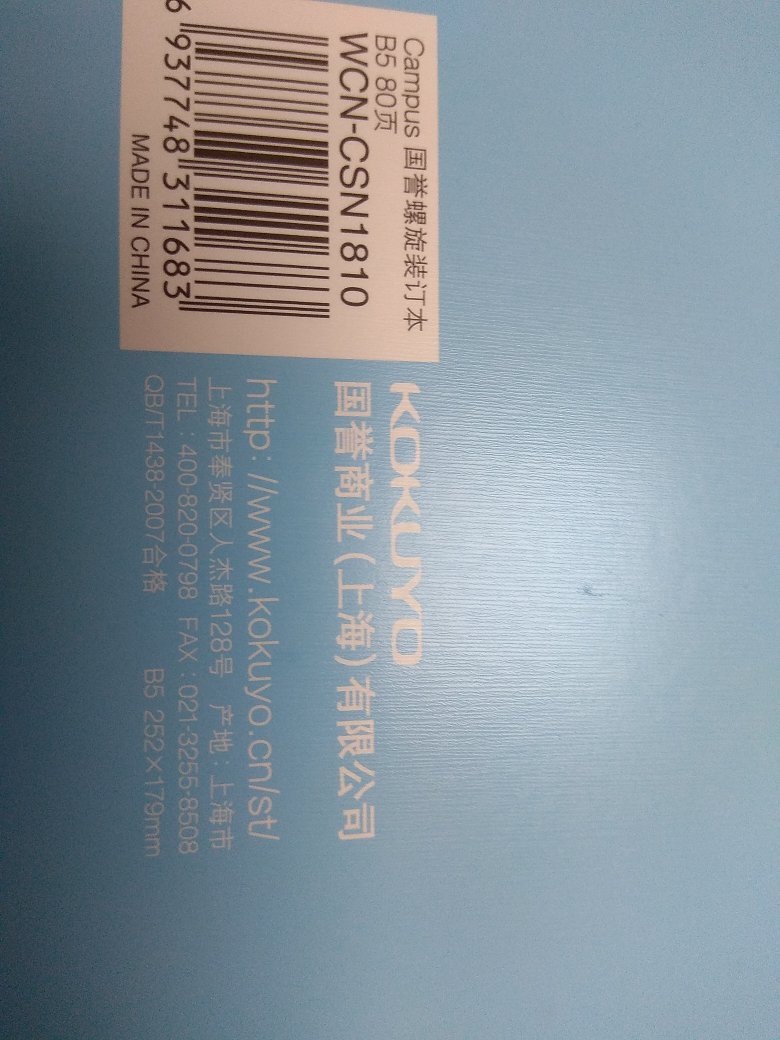 Campus 国誉螺旋装订本
B5 80页
WCN-CSN1810
6 937748 311683
MADE IN CHINA
KOKUYO
国誉商业(上海)有限公司
http://www.kokuyo.cn/st/
上海市奉贤区人杰路128号 产地:上海市
TEL:400-820-0798 FAX:021-3255-8508
QB/T1438-2007合格 B5 252×179mm